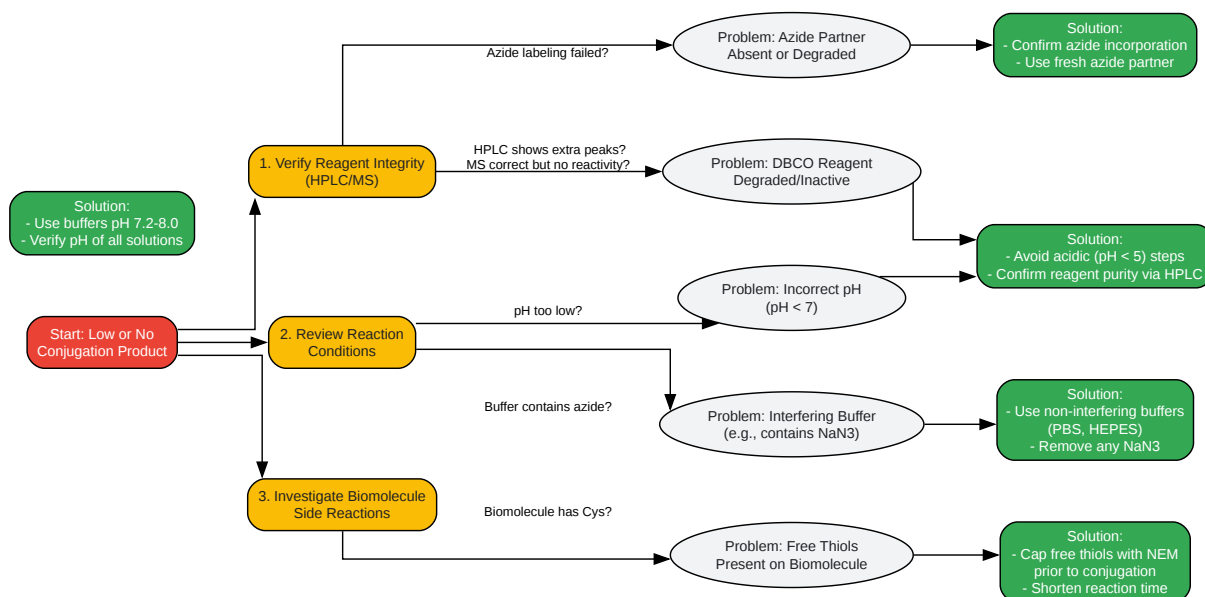 Azide labeling failed?
Problem: Azide Partner
Absent or Degraded
Solution:
- Confirm azide incorporation
- Use fresh azide partner
1. Verify Reagent Integrity
(HPLC/MS)
HPLC shows extra peaks?
MS correct but no reactivity?
Problem: DBCO Reagent
Degraded/Inactive
Solution:
- Use buffers pH 7.2-8.0
- Verify pH of all solutions
Solution:
- Avoid acidic (pH < 5) steps
- Confirm reagent purity via HPLC
Problem: Incorrect pH
(pH < 7)
pH too low?
Start: Low or No
Conjugation Product
2. Review Reaction
Conditions
Buffer contains azide?
Problem: Interfering Buffer
(e.g., contains NaN3)
Solution:
- Use non-interfering buffers
(PBS, HEPES)
- Remove any NaN3
3. Investigate Biomolecule
Side Reactions
Biomolecule has Cys?
Problem: Free Thiols
Present on Biomolecule
Solution:
- Cap free thiols with NEM
prior to conjugation
- Shorten reaction time